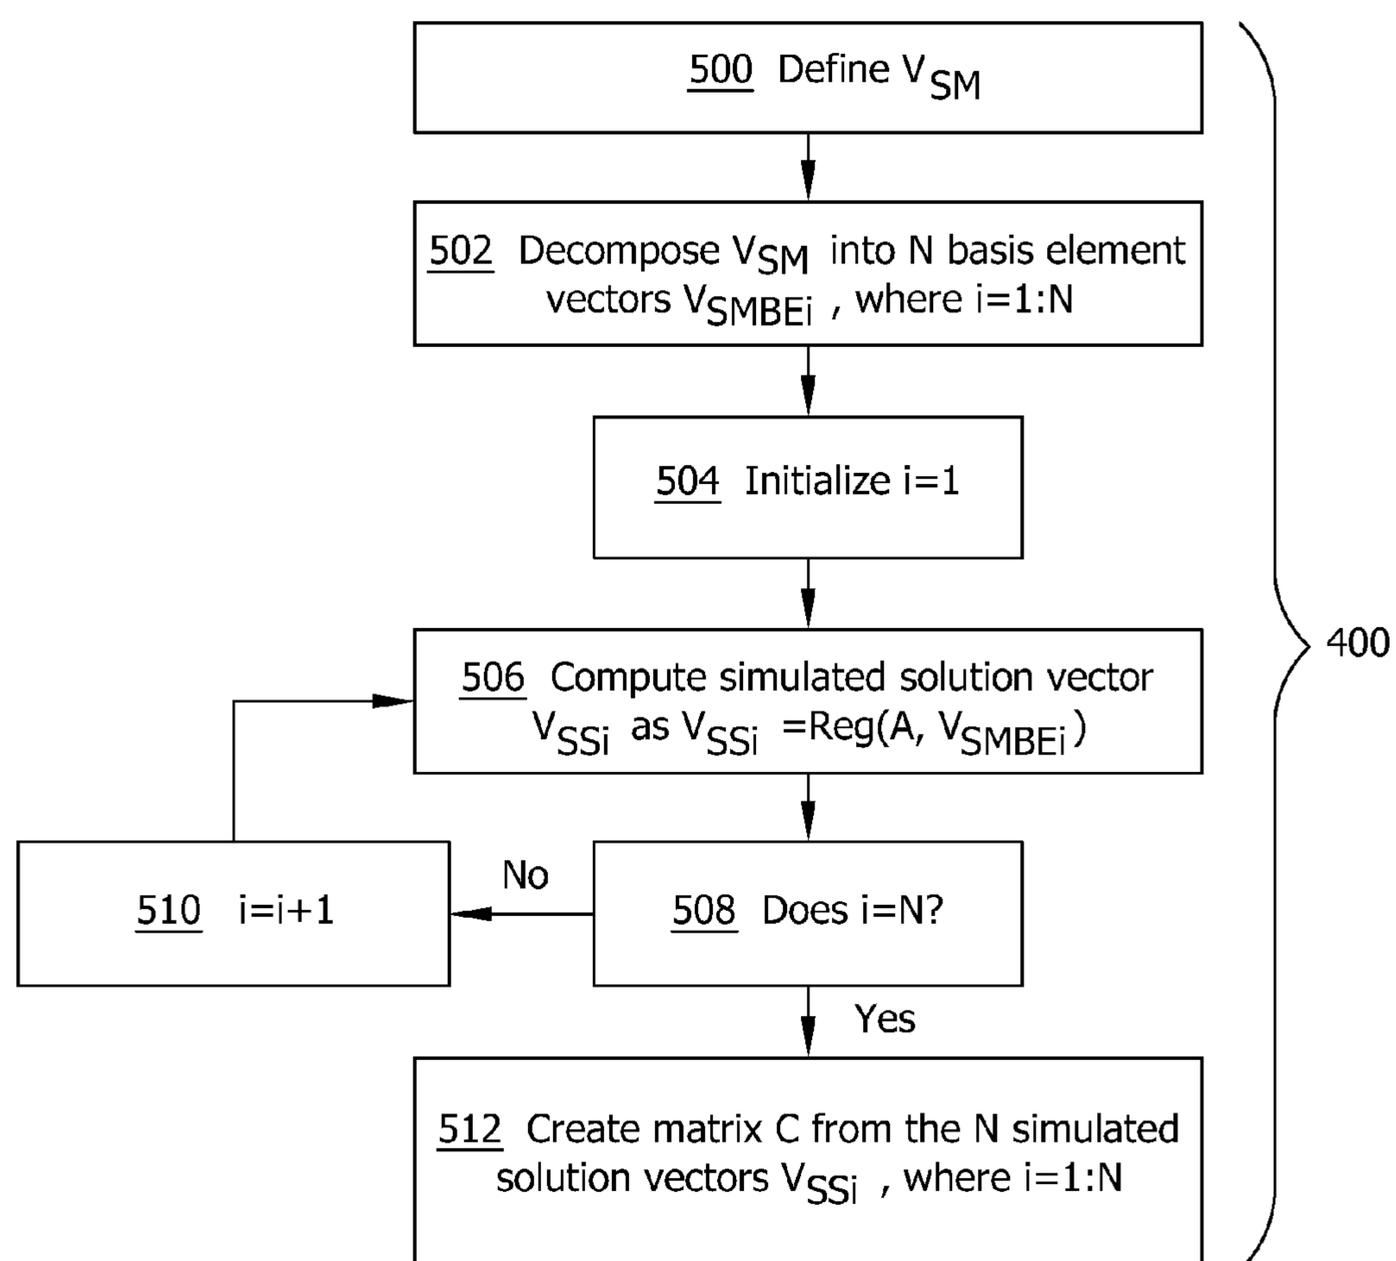 500 Define VSM
502 Decompose VSM into N basis element
vectors VSMBEi , where i=1:N
504 Initialize i=1
400
506 Compute simulated solution vector
VSSi as VSSi =Reg(A, VSMBEi)
No
510 i=i+1
508 Does i=N?
Yes
512 Create matrix C from the N simulated
solution vectors VSSi , where i=1:N